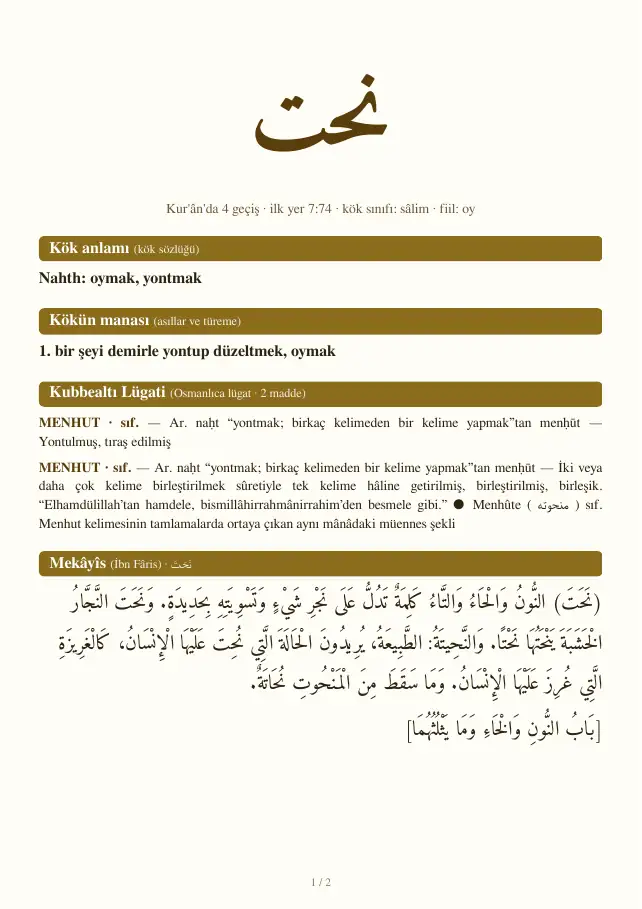 نحت
Kur'ân'da 4 geçiş · ilk yer 7:74 · kök sınıfı: sâlim · fiil: oy
Kök anlamı (kök sözlüğü)
Nahth: oymak, yontmak
Kökün manası (asıllar ve türeme)
1. bir şeyi demirle yontup düzeltmek, oymak
Kubbealtı Lügati (Osmanlıca lügat · 2 madde)
MENHUT · sıf. — Ar. naḥt “yontmak; birkaç kelimeden bir kelime yapmak”tan menḥūt —
Yontulmuş, tıraş edilmiş
MENHUT · sıf. — Ar. naḥt “yontmak; birkaç kelimeden bir kelime yapmak”tan menḥūt — İki veya
daha çok kelime birleştirilmek sûretiyle tek kelime hâline getirilmiş, birleştirilmiş, birleşik.
“Elhamdülillah’tan hamdele, bismillâhirrahmânirrahim’den besmele gibi.” ● Menhûte ( منحوته ) sıf.
Menhut kelimesinin tamlamalarda ortaya çıkan aynı mânâdaki müennes şekli
Mekâyîs (İbn Fâris) · نَحَتَ
(نَحَتَ) النُّونُ وَالْحَاءُ وَالتَّاءُ كَلِمَةٌ تَدُلُّ عَلَى نَجْرِ شَيْءٍ وَتَسْوِيَتِهِ بِحَدِيدَةٍ. وَنَحَتَ النَّجَّارُ
الْخَشَبَةَ يَنْحَتُهَا نَحْتًا. وَالنَّحِيتَةُ: الطَّبِيعَةُ، يُرِيدُونَ الْحَالَةَ الَّتِي نُحِتَ عَلَيْهَا الْإِنْسَانُ، كَالْغَرِيزَةِ
الَّتِي غُرِزَ عَلَيْهَا الْإِنْسَانُ. وَمَا سَقَطَ مِنَ الْمَنْحُوتِ نُحَاتَةٌ.
[بَابُ النُّونِ وَالْخَاءِ وَمَا يَثْلُثُهُمَا]
1 / 2